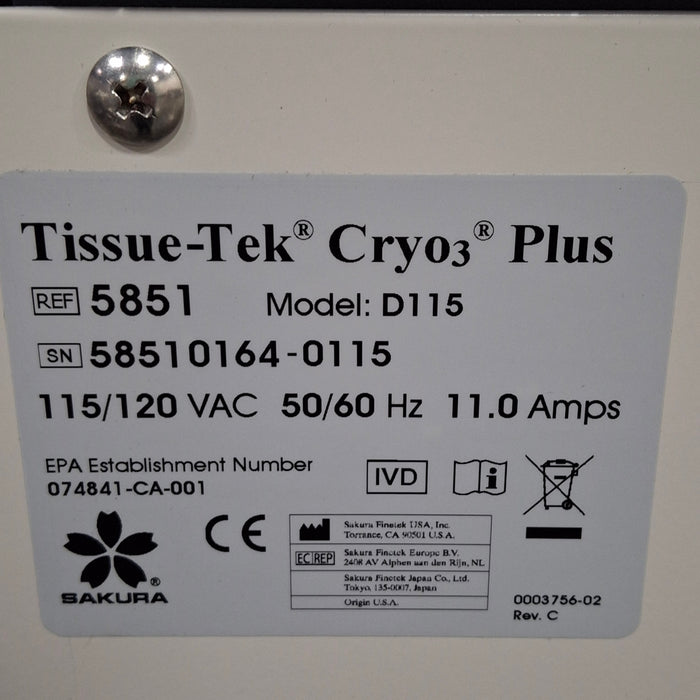 Tissue-Tek® Cryo3® Plus
REF 5851 Model: D115
SN 58510164-0115
115/120 VAC 50/60 Hz 11.0 Amps
EPA Establishment Number
074841-CA-001
IVD
i
CE
Sakura Finetek USA, Inc.
Torrance, CA 90501 U.S.A.
EC REP
Sakura Finetek Europe B.V.
2408 AV Alphen aan den Rijn, NL
Sakura Finetek Japan Co., Ltd.
Tokyo, 135-0007, Japan
Origin U.S.A.
®
SAKURA
0003756-02
Rev. C